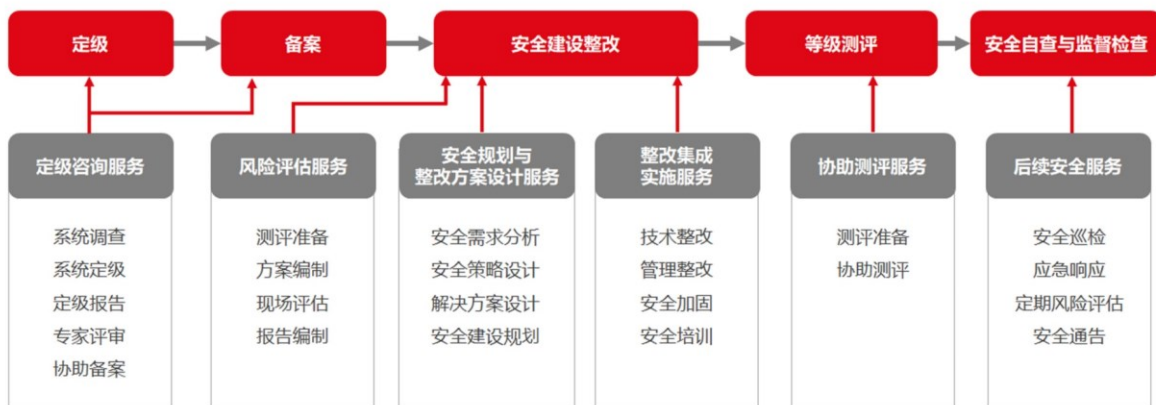 定级
备案
安全建设整改
等级测评
安全自查与监督检查
定级咨询服务
系统调查
系统定级
定级报告
专家评审
协助备案
风险评估服务
测评准备
方案编制
现场评估
报告编制
安全规划与
整改方案设计服务
安全需求分析
安全策略设计
解决方案设计
安全建设规划
整改集成
实施服务
技术整改
管理整改
安全加固
安全培训
协助测评服务
测评准备
协助测评
后续安全服务
安全巡检
应急响应
定期风险评估
安全通告